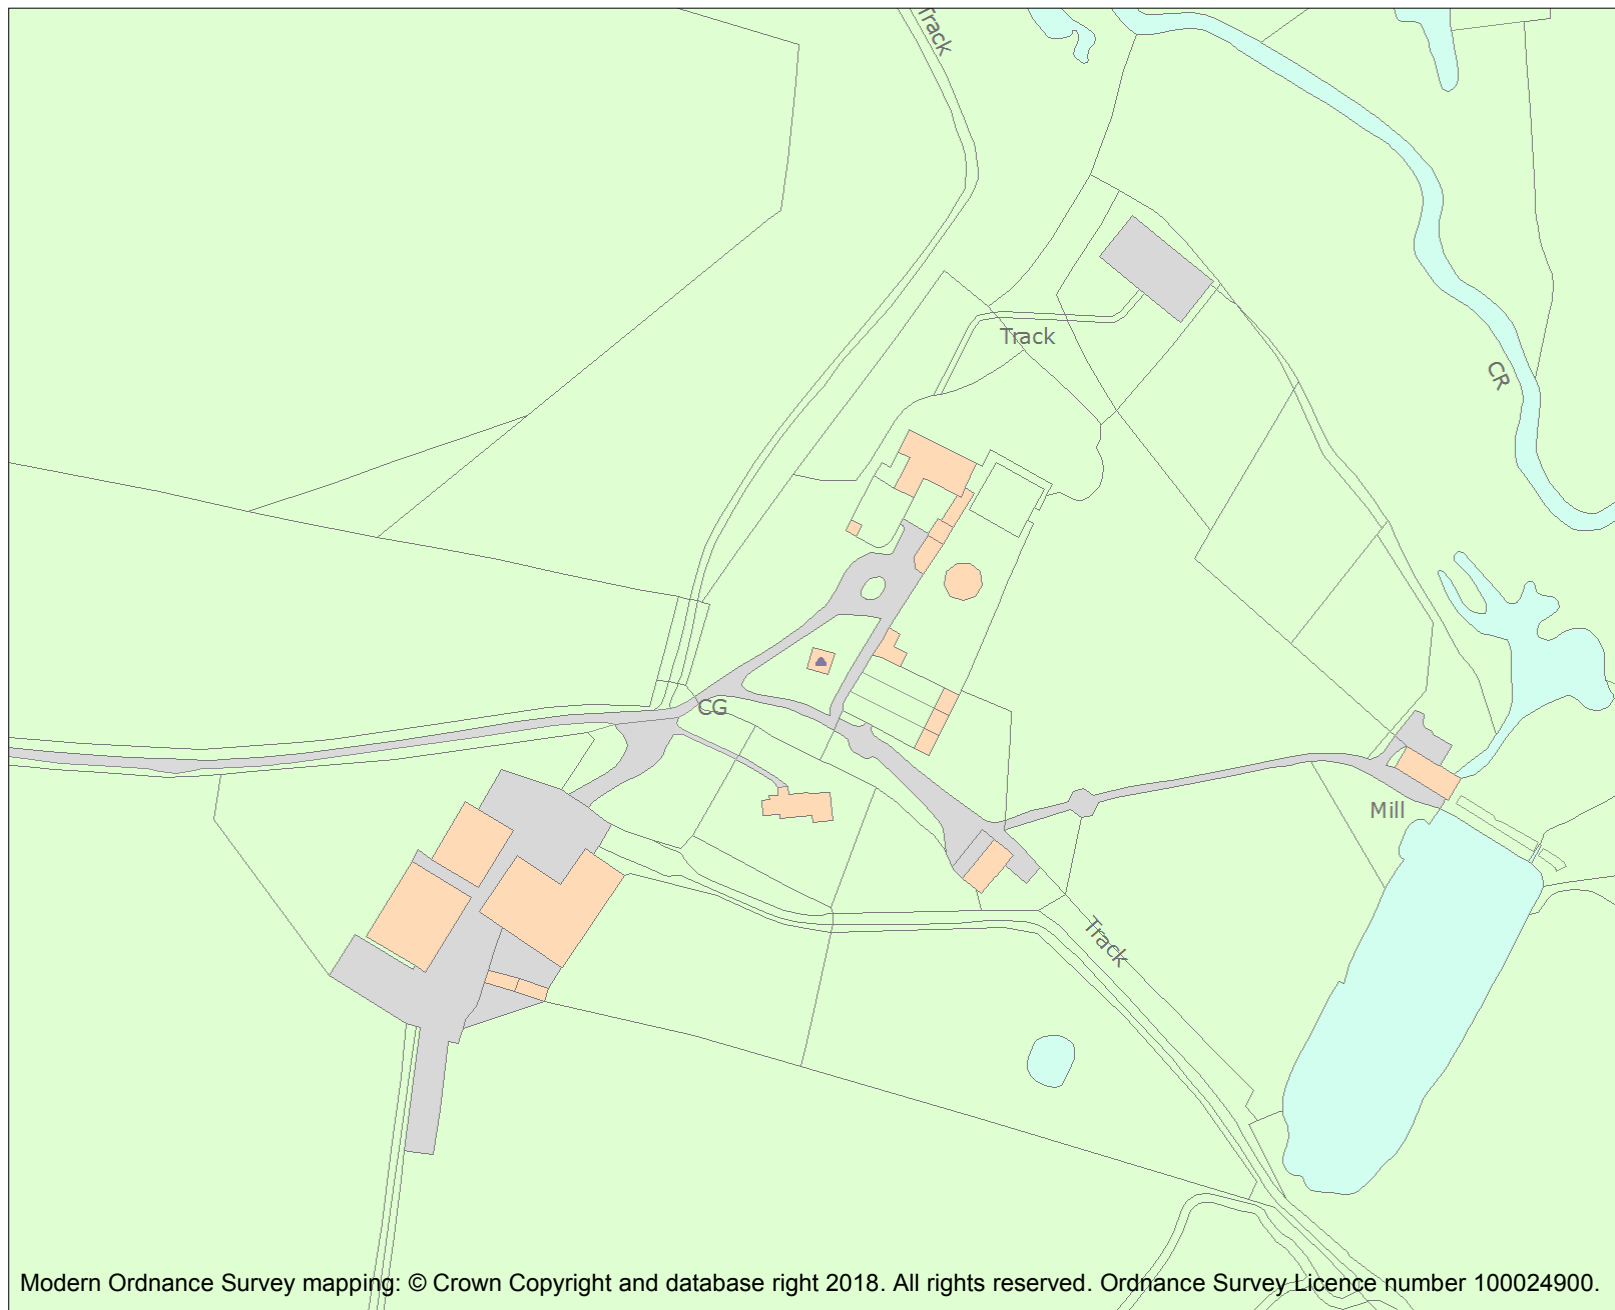 Track
Track
CR
CG
Mill
Track
Modern Ordnance Survey mapping: © Crown Copyright and database right 2018. All rights reserved. Ordnance Survey Licence number 100024900.